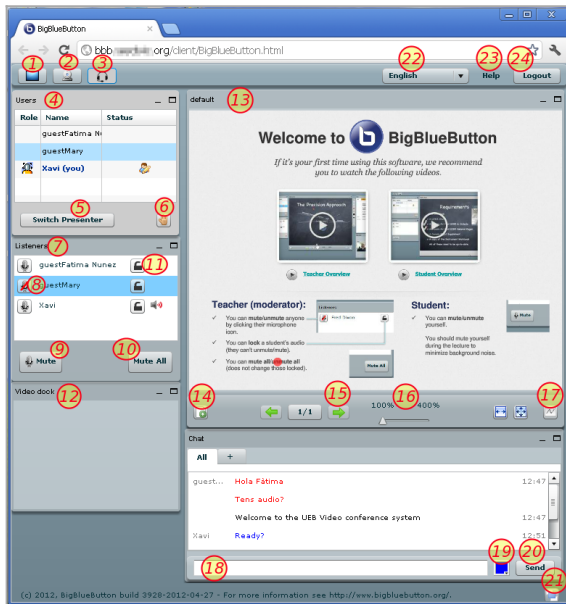 BigBlueButton
bbb. .org/client/BigBlueButton.html
1
2
3
English
22
23
Help
24
Logout
Users
4
Role Name Status
guestFatima Nu
guestMary
Xavi (you)
5
6
Switch Presenter
Listeners
7
guestFatima Nunez
11
8
guestMary
Xavi
9
10
Mute
Mute All
Video dock
12
default
13
Welcome to b BigBlueButton
If it's your first time using this software, we recommend
you to watch the following videos.
The Precision Approach
Requirements
Teacher Overview
Student Overview
Teacher (moderator):
✓ You can mute/unmute anyone
by clicking their microphone
icon.
✓ You can lock a student's audio
(they can't unmute/mute).
✓ You can mute all/unmute all
(does not change those locked).
Listeners
Mute All
Student:
✓ You can mute/unmute
yourself.
You should mute yourself
during the lecture to
minimize background noise.
Mute
14
1/1
15
100% 400%
16
17
Chat
All +
guest... Hola Fàtima 12:47
Tens audio?
Welcome to the UEB Video conference system 12:47
Xavi Ready? 12:51
18
19
20
Send
21
(c) 2012, BigBlueButton build 3920-2012-04-27 - For more information see http://www.bigbluebutton.org/.